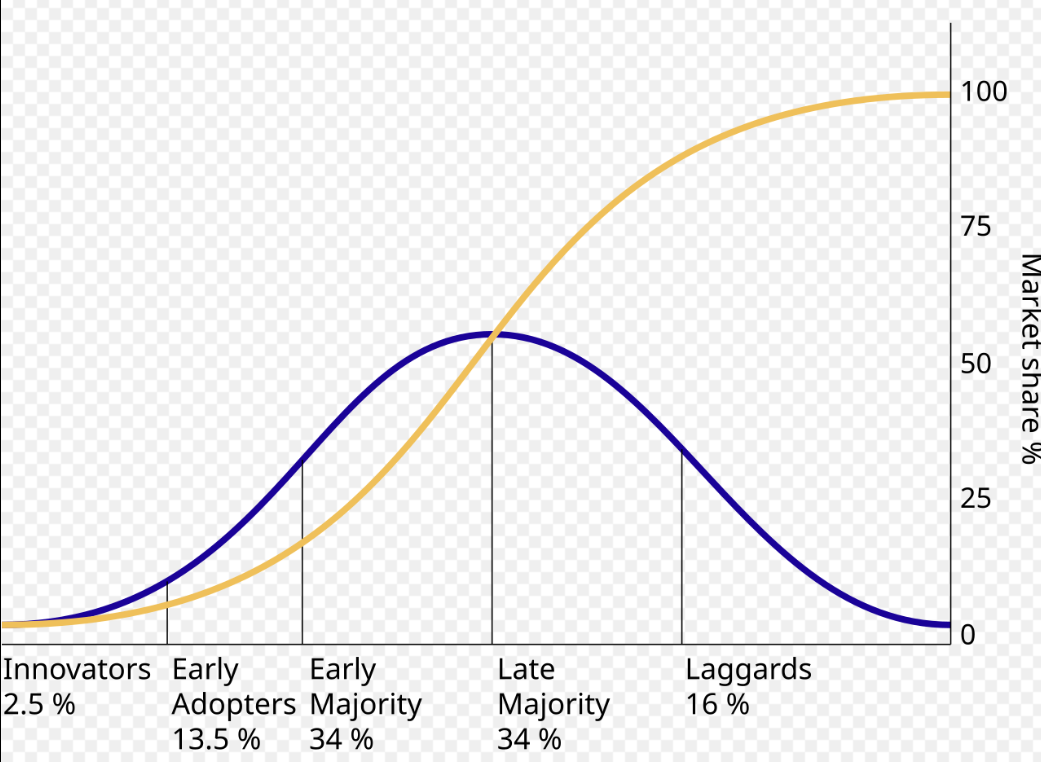 100
75
50
25
0
Market share %
Innovators
2.5 %
Early
Adopters
13.5 %
Early
Majority
34 %
Late
Majority
34 %
Laggards
16 %